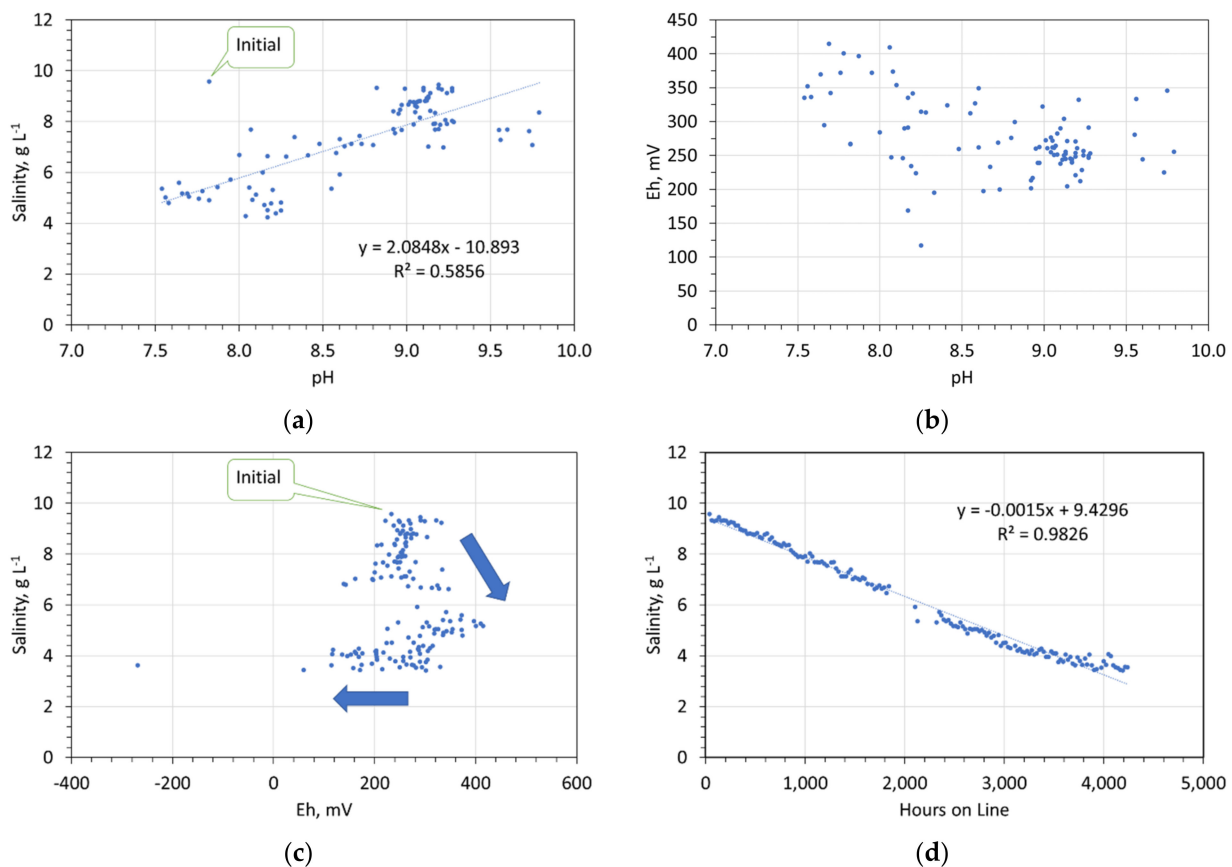 12
10
8
6
4
2
0
Salinity, g L⁻¹
Initial
y = 2.0848x - 10.893
R² = 0.5856
7.0 7.5 8.0 8.5 9.0 9.5 10.0
pH
(a)
450
400
350
300
250
200
150
100
50
0
Eh, mV
7.0 7.5 8.0 8.5 9.0 9.5 10.0
pH
(b)
12
10
8
6
4
2
0
Salinity, g L⁻¹
Initial
-400 -200 0 200 400 600
Eh, mV
(c)
12
10
8
6
4
2
0
Salinity, g L⁻¹
y = -0.0015x + 9.4296
R² = 0.9826
0 1,000 2,000 3,000 4,000 5,000
Hours on Line
(d)